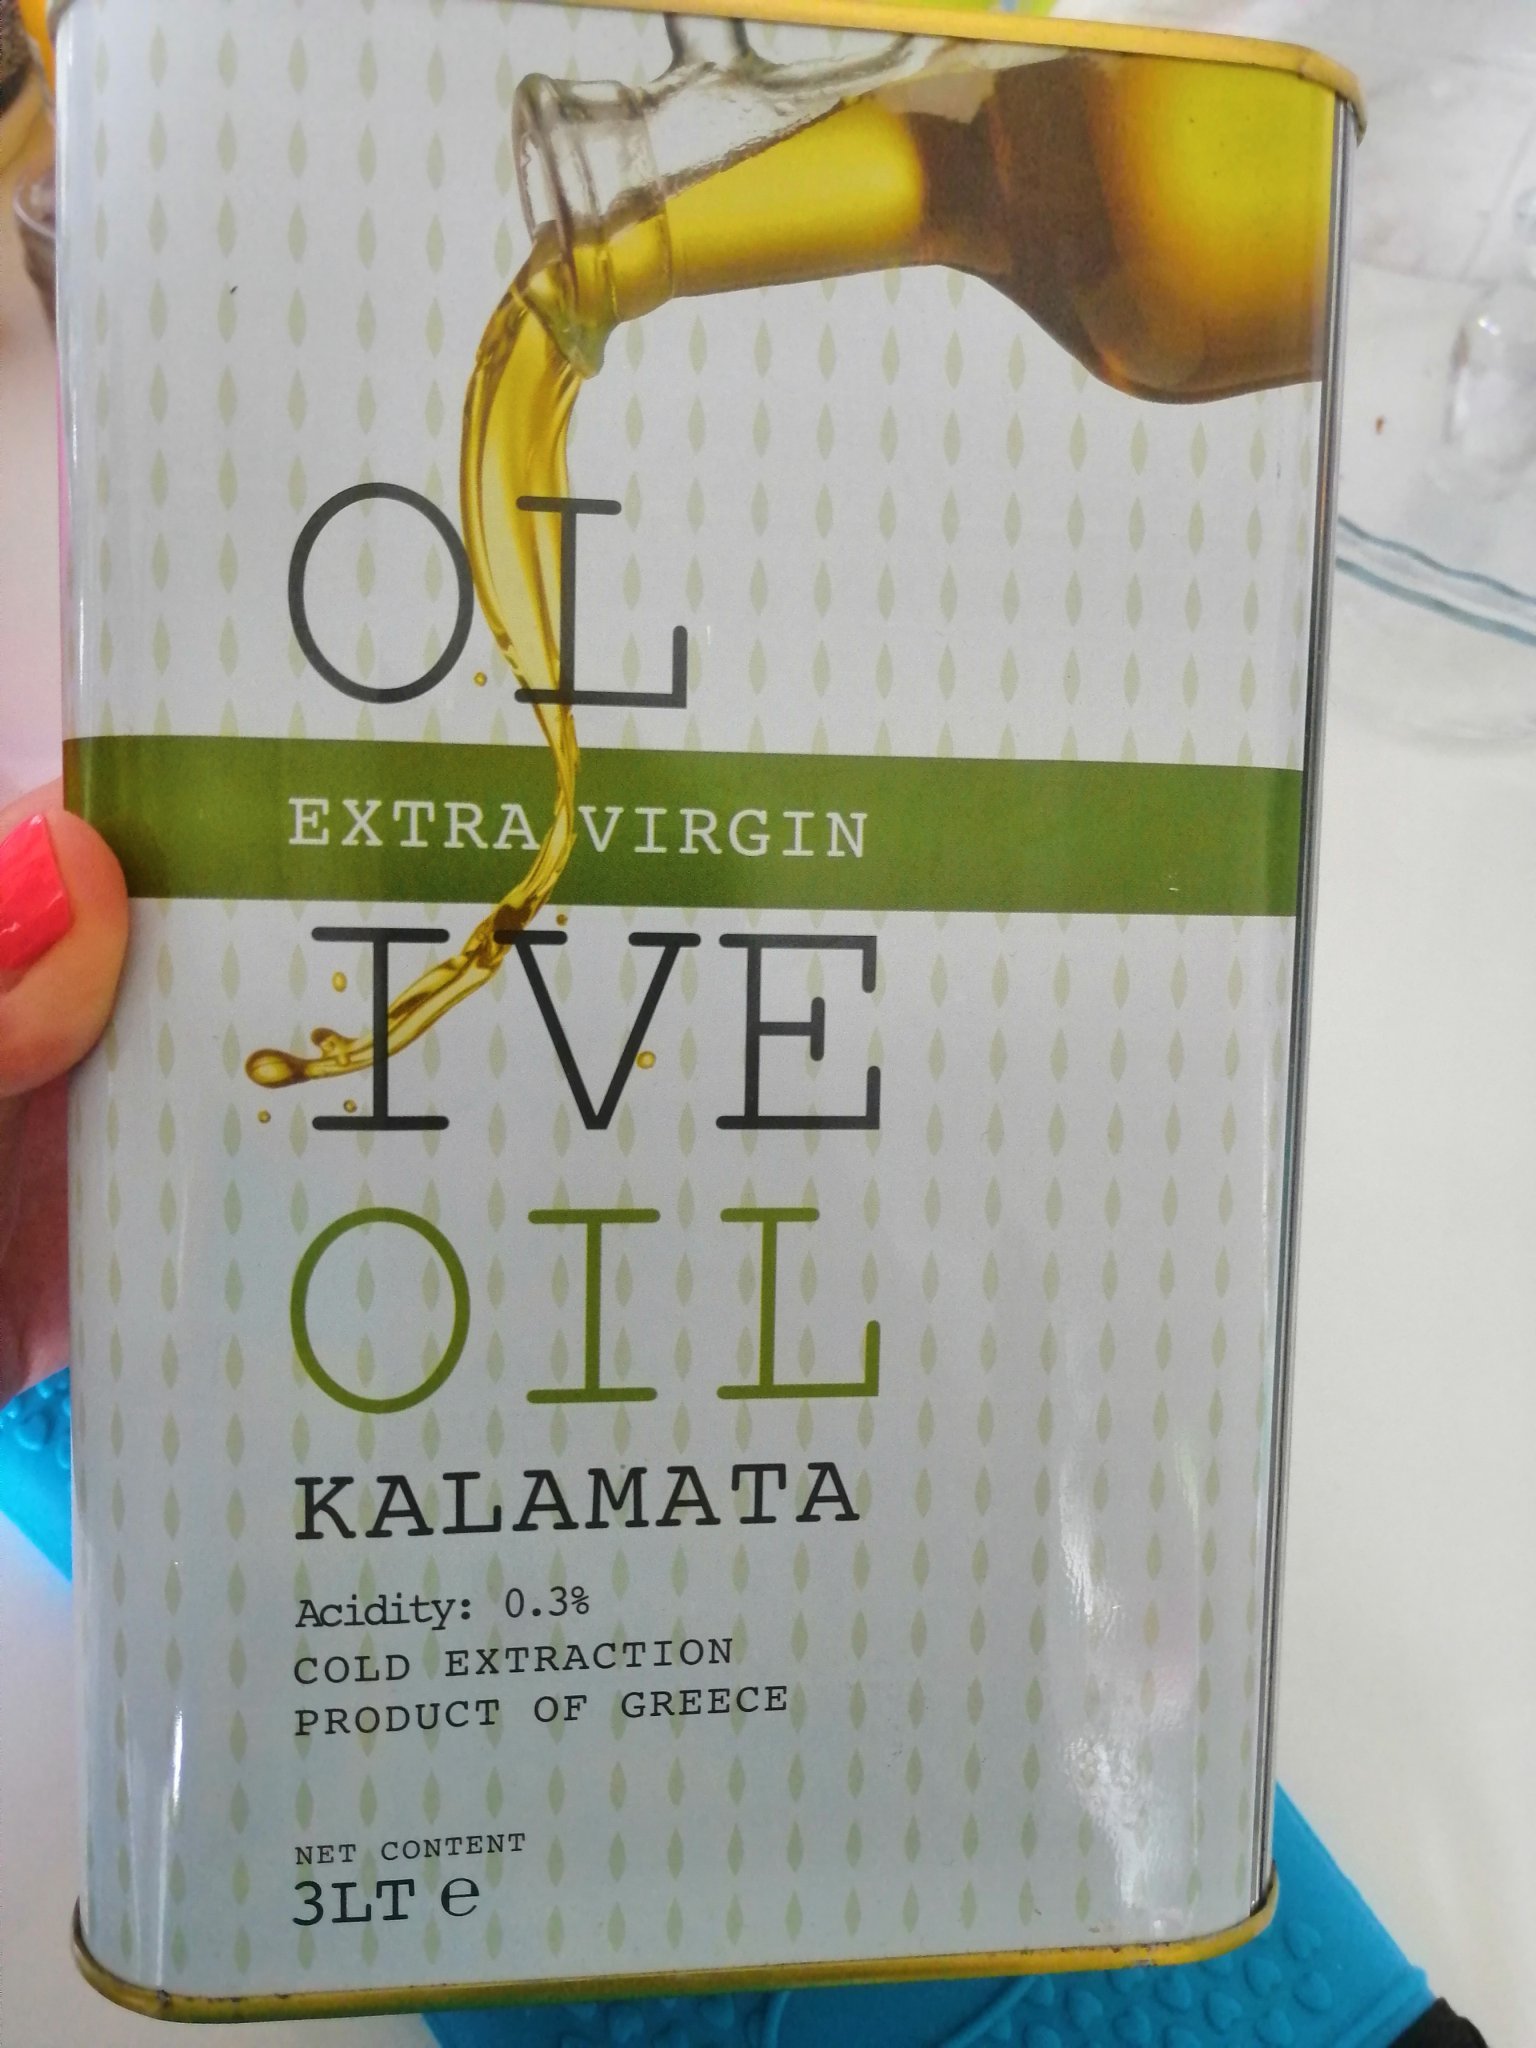 OL
EXTRA VIRGIN
IVE
OIL
KALAMATA
Acidity: 0.3%
COLD EXTRACTION
PRODUCT OF GREECE
NET CONTENT
3LT ℮